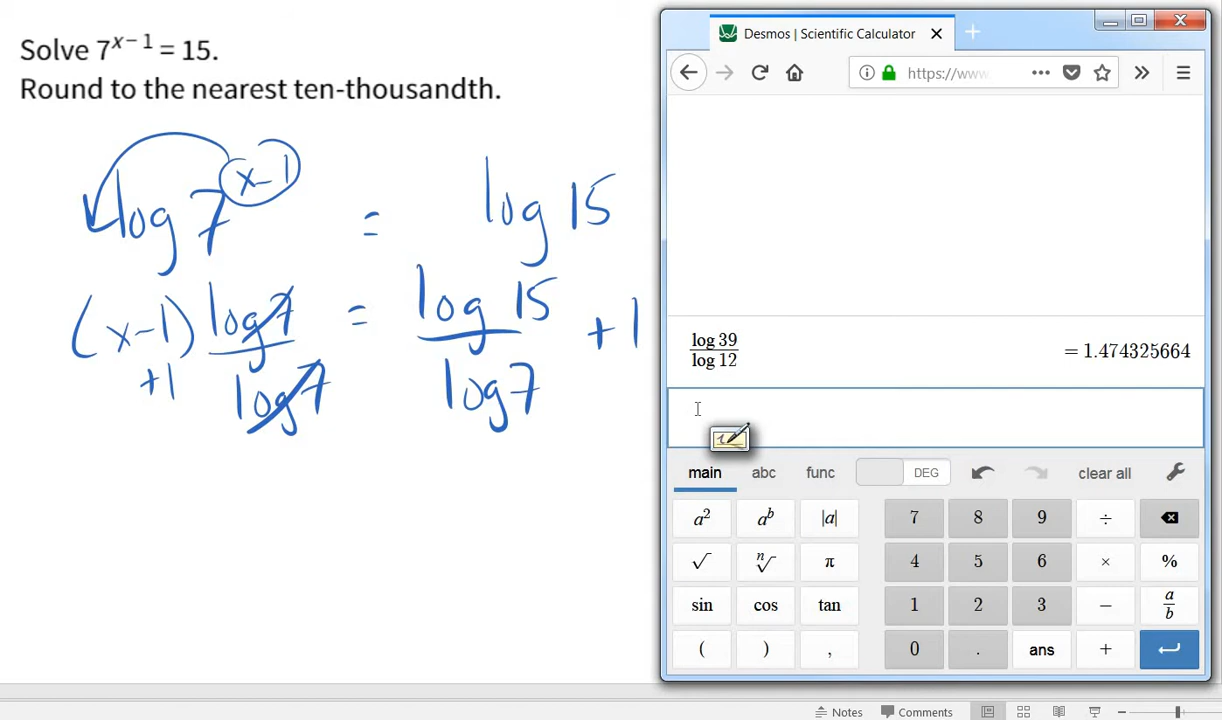 Solve 7^{x-1} = 15.
Round to the nearest ten-thousandth.
log 7^{x-1} = log 15
(x-1) log 7 / log 7 = log 15 / log 7 + 1
+1
Desmos | Scientific Calculator
https://www
log 39 / log 12 = 1.474325664
main abc func DEG clear all
a² a^b |a| 7 8 9 ÷
√ ⁿ√ π 4 5 6 × %
sin cos tan 1 2 3 − a/b
( ) , 0 . ans +
Notes Comments